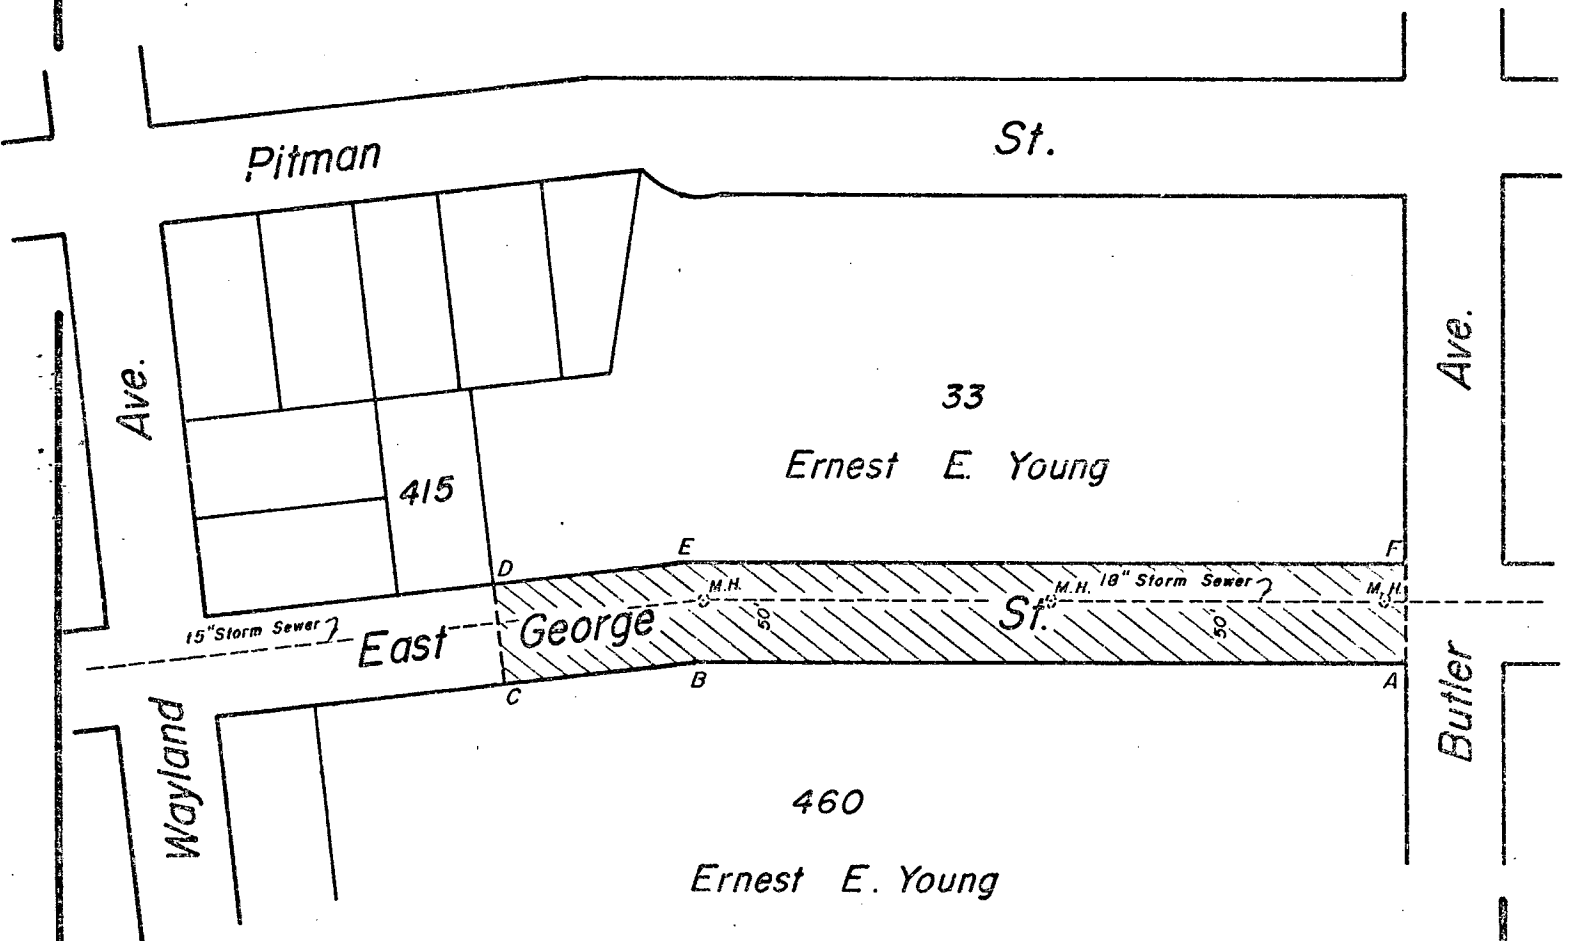 Pitman St.
Ave.
Ave.
33
Ernest E. Young
415
D
E
F
M.H.
M.H.
18" Storm Sewer
M.H.
15" Storm Sewer
East George St.
50'
50'
C
B
A
Wayland
Butler
460
Ernest E. Young